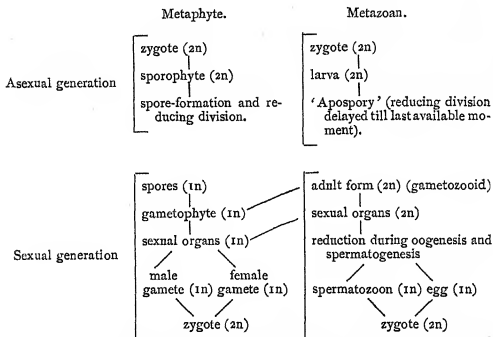 Metaphyte. Metazoan.
Asexual generation
zygote (2n)
sporophyte (2n)
spore-formation and re-
ducing division.
zygote (2n)
larva (2n)
‘Apospory’ (reducing division
delayed till last available mo-
ment).
Sexual generation
spores (1n)
gametophyte (1n)
sexual organs (1n)
male female
gamete (1n) gamete (1n)
zygote (2n)
adult form (2n) (gametozooid)
sexual organs (2n)
reduction during oogenesis and
spermatogenesis
spermatozoon (1n) egg (1n)
zygote (2n)